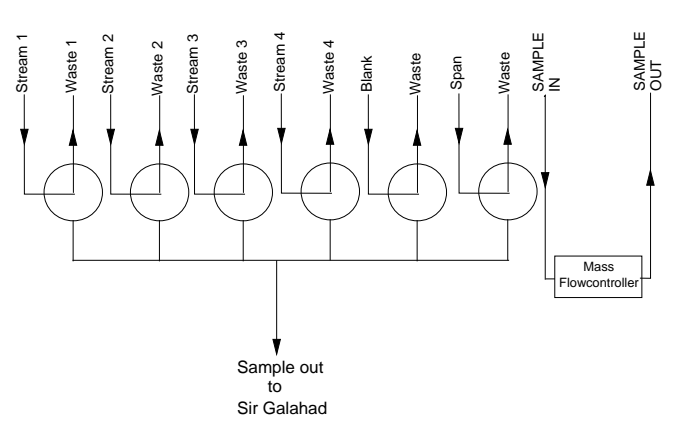 Stream 1
Waste 1
Stream 2
Waste 2
Stream 3
Waste 3
Stream 4
Waste 4
Blank
Waste
Span
Waste
SAMPLE
IN
SAMPLE
OUT
Mass
Flowcontroller
Sample out
to
Sir Galahad